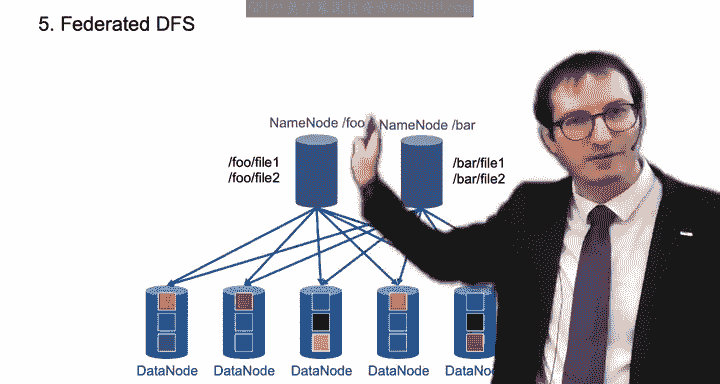 5. Federated DFS
NameNode /foo
NameNode /bar
/foo/file1
/foo/file2
/bar/file1
/bar/file2
DataNode
DataNode
DataNode
DataNode
DataNode